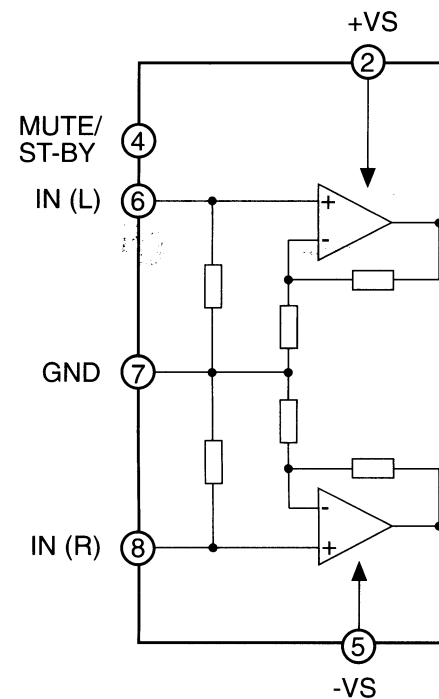 +VS
2
MUTE/
ST-BY
4
IN (L)
6
+
-
GND
7
-
IN (R)
8
+
5
-VS